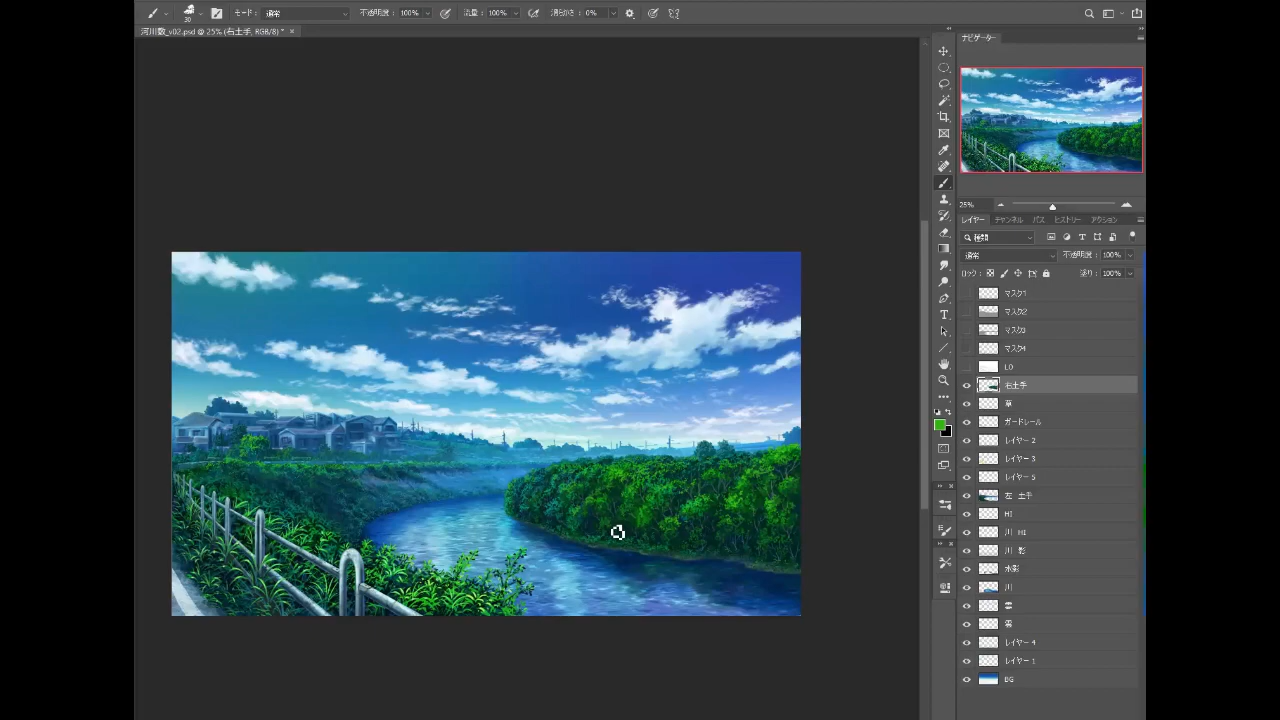 30 モード: 通常 不透明度: 100% 流量: 100% 滑らかさ: 0%
河川敷_v02.psd @ 25% (右土手, RGB/8) * ×
ナビゲーター
25%
レイヤー チャンネル パス ヒストリー アクション
種類
通常 不透明度: 100%
ロック: 塗り: 100%
マスク1
マスク2
マスク3
マスク4
LO
右土手
草
ガードレール
レイヤー 2
レイヤー 3
レイヤー 5
左 土手
HI
川 HI
川 影
水影
川
雲
雲
レイヤー 4
レイヤー 1
BG